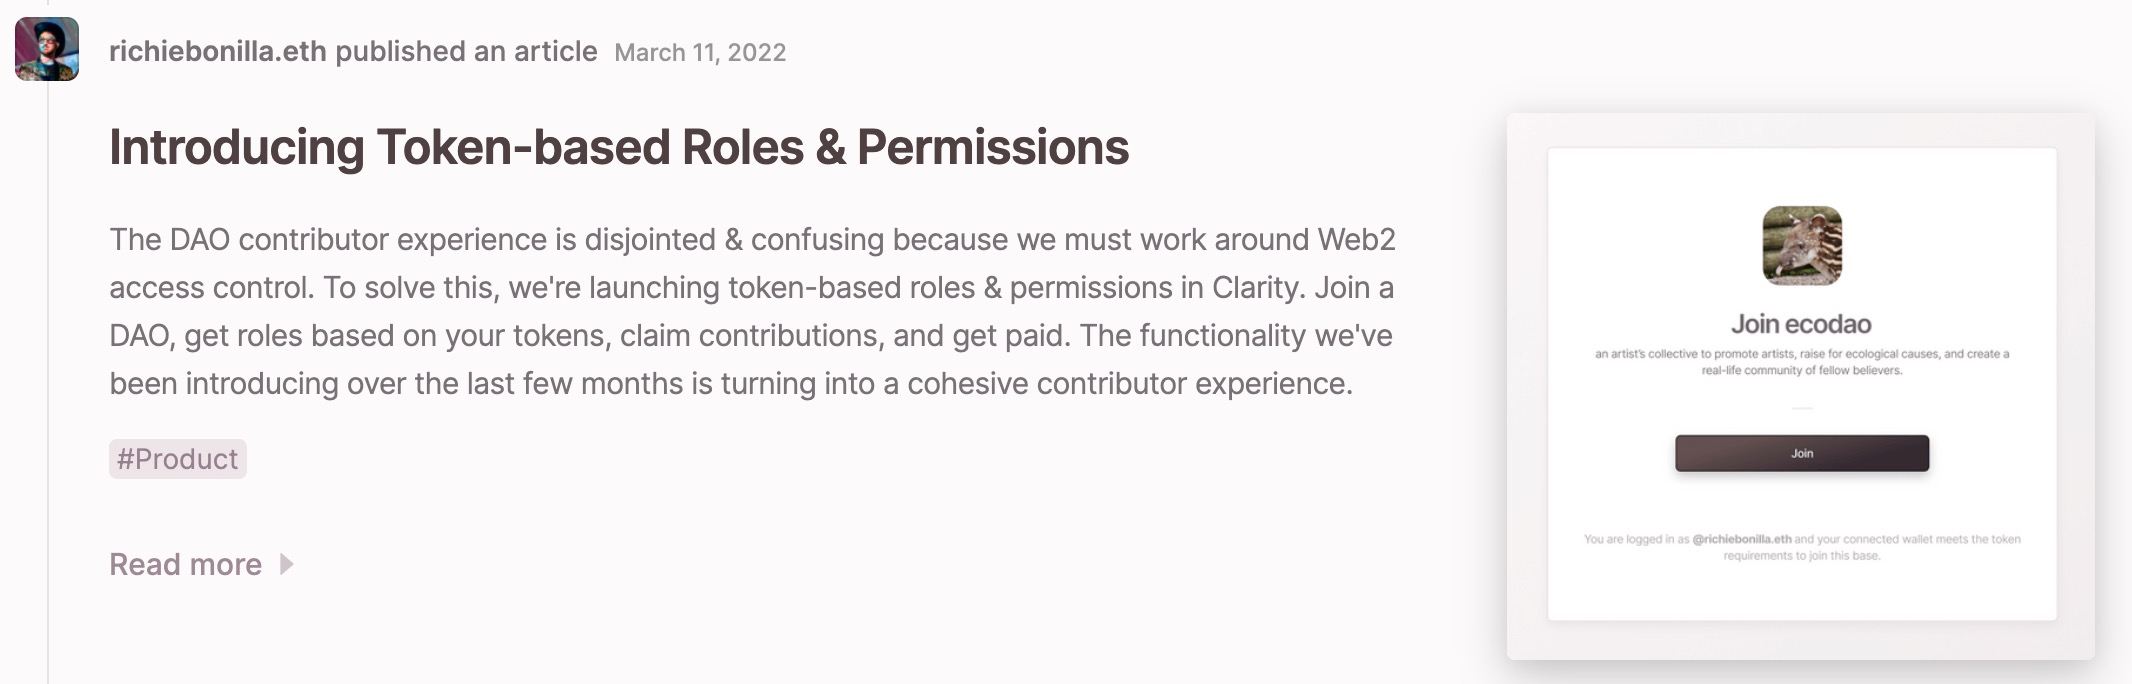 richiebonilla.eth published an article March 11, 2022
Introducing Token-based Roles & Permissions
The DAO contributor experience is disjointed & confusing because we must work around Web2
access control. To solve this, we're launching token-based roles & permissions in Clarity. Join a
DAO, get roles based on your tokens, claim contributions, and get paid. The functionality we've
been introducing over the last few months is turning into a cohesive contributor experience.
#Product
Read more
Join ecodao
an artist's collective to promote artists, raise for ecological causes, and create a
real-life community of fellow believers.
Join
You are logged in as @richiebonilla.eth and your connected wallet meets the token
requirements to join this base.